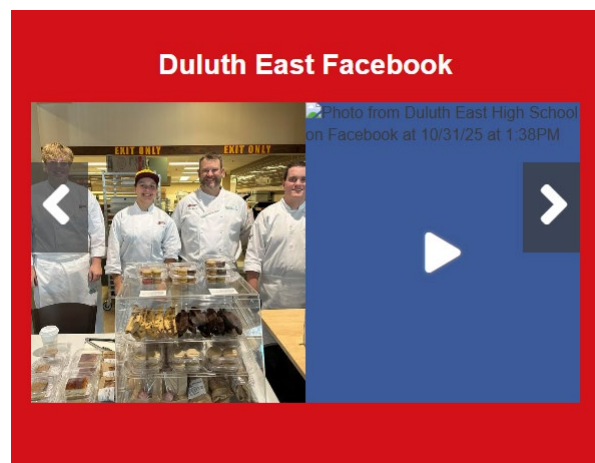 Duluth East Facebook
EXIT ONLY EXIT ONLY
Photo from Duluth East High School
on Facebook at 10/31/25 at 1:38PM